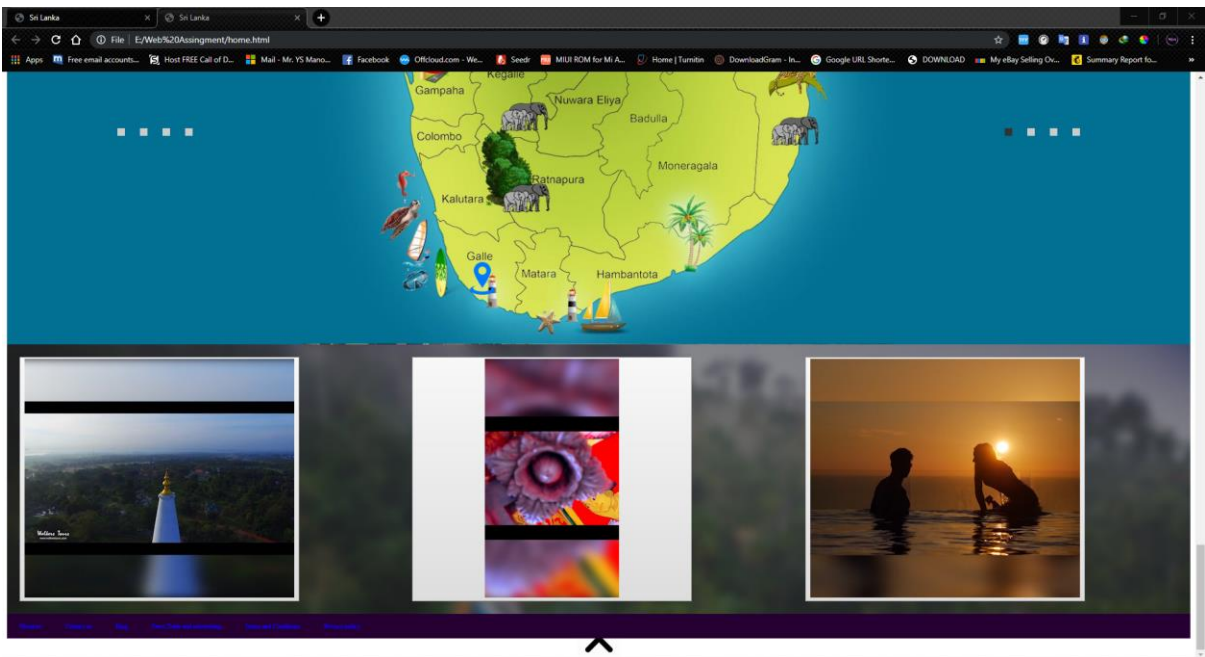 Sri Lanka
Sri Lanka
File | E:/Web%20Assingment/home.html
Apps Free email accounts... Host FREE Call of D... Mail - Mr. YS Mano... Facebook Offcloud.com - We... Seedr MIUI ROM for Mi A... Home | Turnitin DownloadGram - In... Google URL Shorte... DOWNLOAD My eBay Selling Ov... Summary Report fo... »
Kegalle
Gampaha
Nuwara Eliya
Badulla
Colombo
Moneragala
Ratnapura
Kalutara
Galle
Matara
Hambantota
Walkers Tours